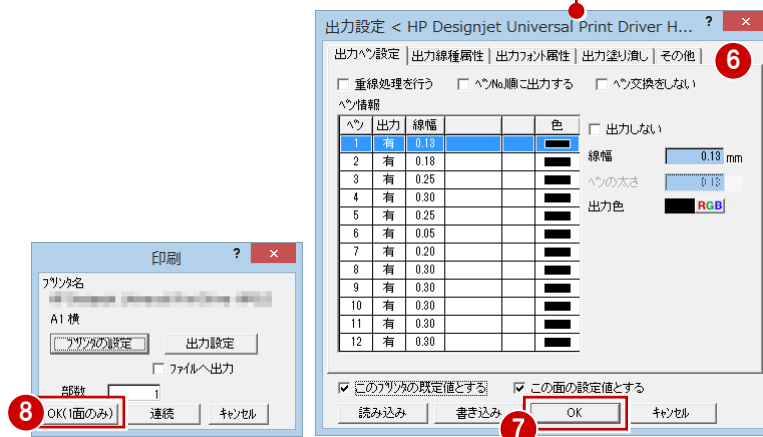 出力設定 < HP Designjet Universal Print Driver H... ? ×
出力ペン設定 出力線種属性 出力フォント属性 出力塗り潰し その他
6
重線処理を行う ペンNo.順に出力する ペン交換をしない
ペン情報
ペン 出力 線幅 色
1 有 0.13
2 有 0.18
3 有 0.25
4 有 0.30
5 有 0.25
6 有 0.05
7 有 0.20
8 有 0.30
9 有 0.30
10 有 0.30
11 有 0.30
12 有 0.30
出力しない
線幅 0.13 mm
ペンの太さ 0.13
出力色 RGB
このプリンタの既定値とする この面の設定値とする
読み込み 書き込み OK キャンセル
7
印刷 ? ×
プリンタ名
A1 横
プリンタの設定 出力設定
ファイルへ出力
部数 1
8
OK(1面のみ) 連続 キャンセル